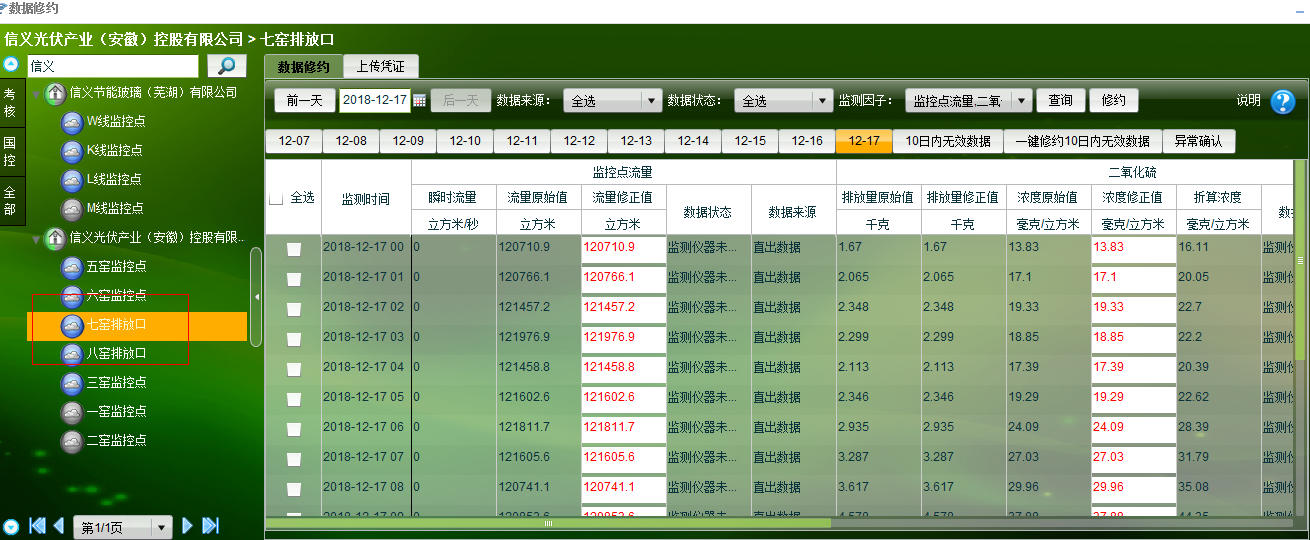 数据修约
信义光伏产业（安徽）控股有限公司 > 七窑排放口
信义
考核
国控
全部
信义节能玻璃（芜湖）有限公司
W线监控点
K线监控点
L线监控点
M线监控点
信义光伏产业（安徽）控股有限..
五窑监控点
六窑监控点
七窑排放口
八窑排放口
三窑监控点
一窑监控点
二窑监控点
第1/1页
数据修约 上传凭证
前一天 2018-12-17 后一天 数据来源： 全选 数据状态： 全选 监测因子： 监控点流量,二氧 查询 修约 说明
12-07 12-08 12-09 12-10 12-11 12-12 12-13 12-14 12-15 12-16 12-17 10日内无效数据 一键修约10日内无效数据 异常确认
监控点流量 二氧化硫
全选 监测时间 瞬时流量 流量原始值 流量修正值 数据状态 数据来源 排放量原始值 排放量修正值 浓度原始值 浓度修正值 折算浓度
立方米/秒 立方米 立方米 千克 千克 毫克/立方米 毫克/立方米 毫克/立方米
2018-12-17 00 0 120710.9 120710.9 监测仪器未... 直出数据 1.67 1.67 13.83 13.83 16.11 监测仪
2018-12-17 01 0 120766.1 120766.1 监测仪器未... 直出数据 2.065 2.065 17.1 17.1 20.05 监测仪
2018-12-17 02 0 121457.2 121457.2 监测仪器未... 直出数据 2.348 2.348 19.33 19.33 22.7 监测仪
2018-12-17 03 0 121976.9 121976.9 监测仪器未... 直出数据 2.299 2.299 18.85 18.85 22.2 监测仪
2018-12-17 04 0 121458.8 121458.8 监测仪器未... 直出数据 2.113 2.113 17.39 17.39 20.39 监测仪
2018-12-17 05 0 121602.6 121602.6 监测仪器未... 直出数据 2.346 2.346 19.29 19.29 22.62 监测仪
2018-12-17 06 0 121811.7 121811.7 监测仪器未... 直出数据 2.935 2.935 24.09 24.09 28.39 监测仪
2018-12-17 07 0 121605.6 121605.6 监测仪器未... 直出数据 3.287 3.287 27.03 27.03 31.79 监测仪
2018-12-17 08 0 120741.1 120741.1 监测仪器未... 直出数据 3.617 3.617 29.96 29.96 35.08 监测仪